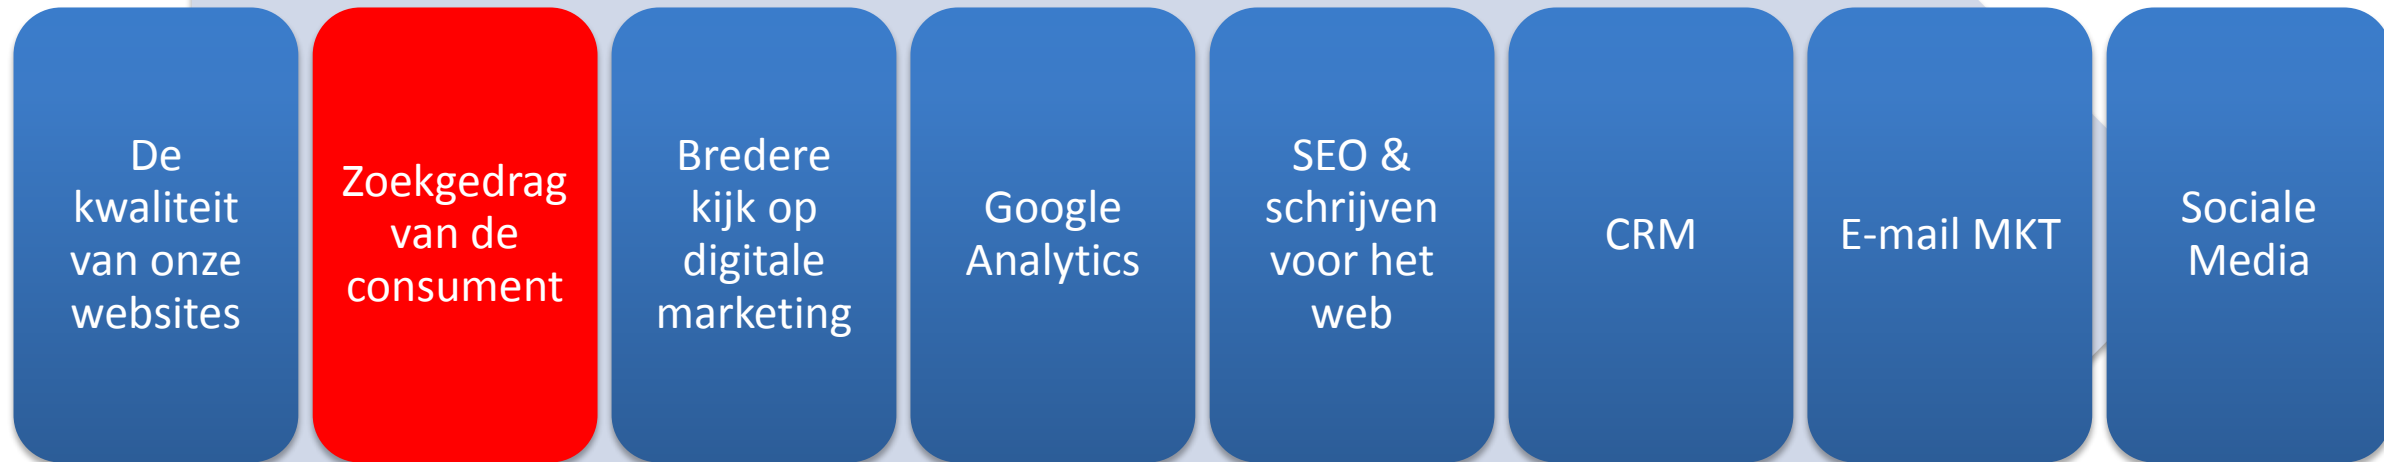 De
kwaliteit
van onze
websites
Zoekgedrag
van de
consument
Bredere
kijk op
digitale
marketing
Google
Analytics
SEO &
schrijven
voor het
web
CRM
E-mail MKT
Sociale
Media